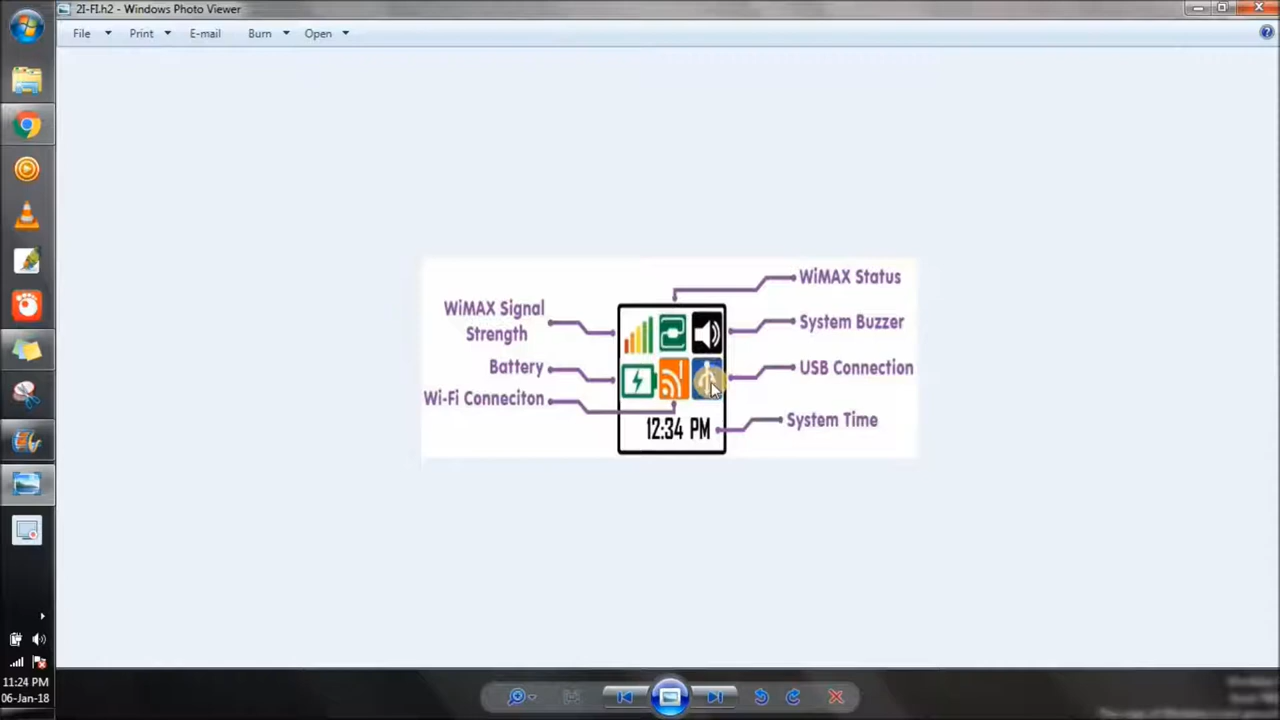 2I-FI.h2 - Windows Photo Viewer
File Print E-mail Burn Open
WiMAX Status
WiMAX Signal
Strength
System Buzzer
Battery
USB Connection
Wi-Fi Conneciton
12:34 PM
System Time
11:24 PM
06-Jan-18